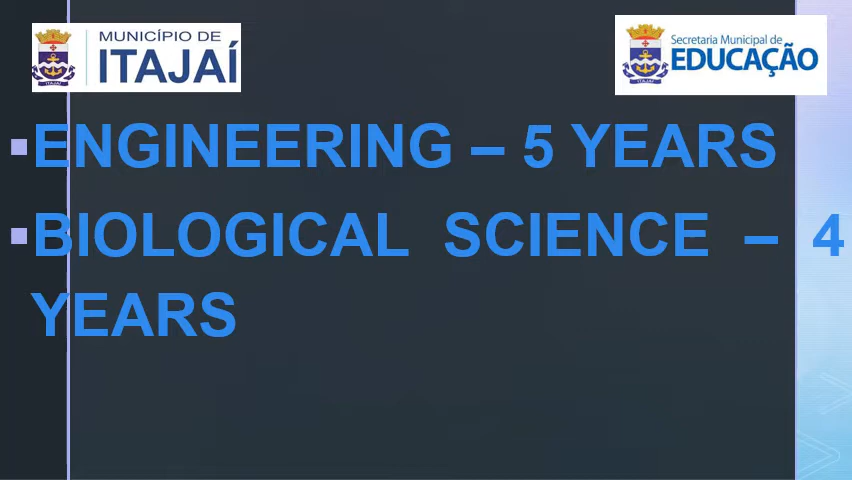 MUNICÍPIO DE
ITAJAÍ
Secretaria Municipal de
EDUCAÇÃO
ENGINEERING – 5 YEARS
BIOLOGICAL SCIENCE – 4
YEARS